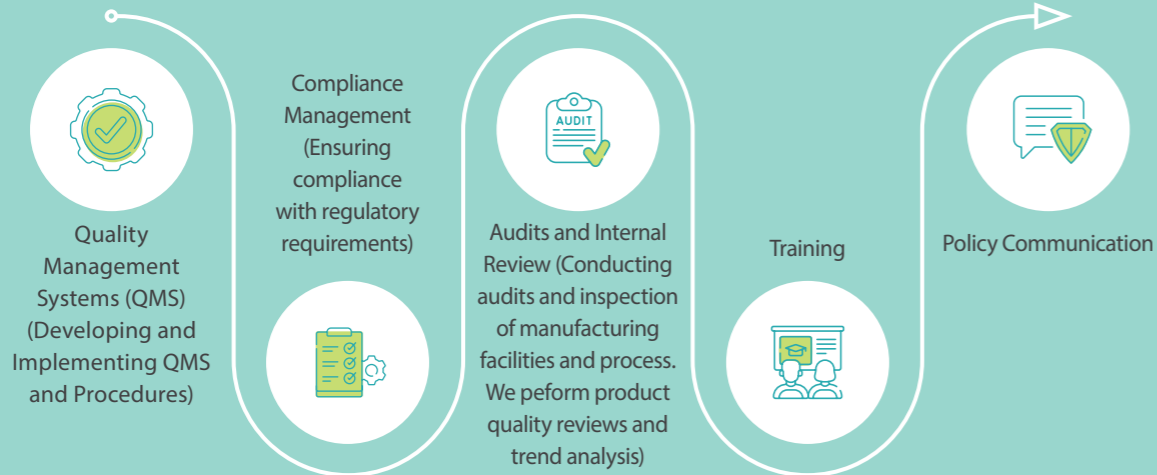 Quality
Management
Systems (QMS)
(Developing and
Implementing QMS
and Procedures)
Compliance
Management
(Ensuring
compliance
with regulatory
requirements)
AUDIT
Audits and Internal
Review (Conducting
audits and inspection
of manufacturing
facilities and process.
We peform product
quality reviews and
trend analysis)
Training
Policy Communication